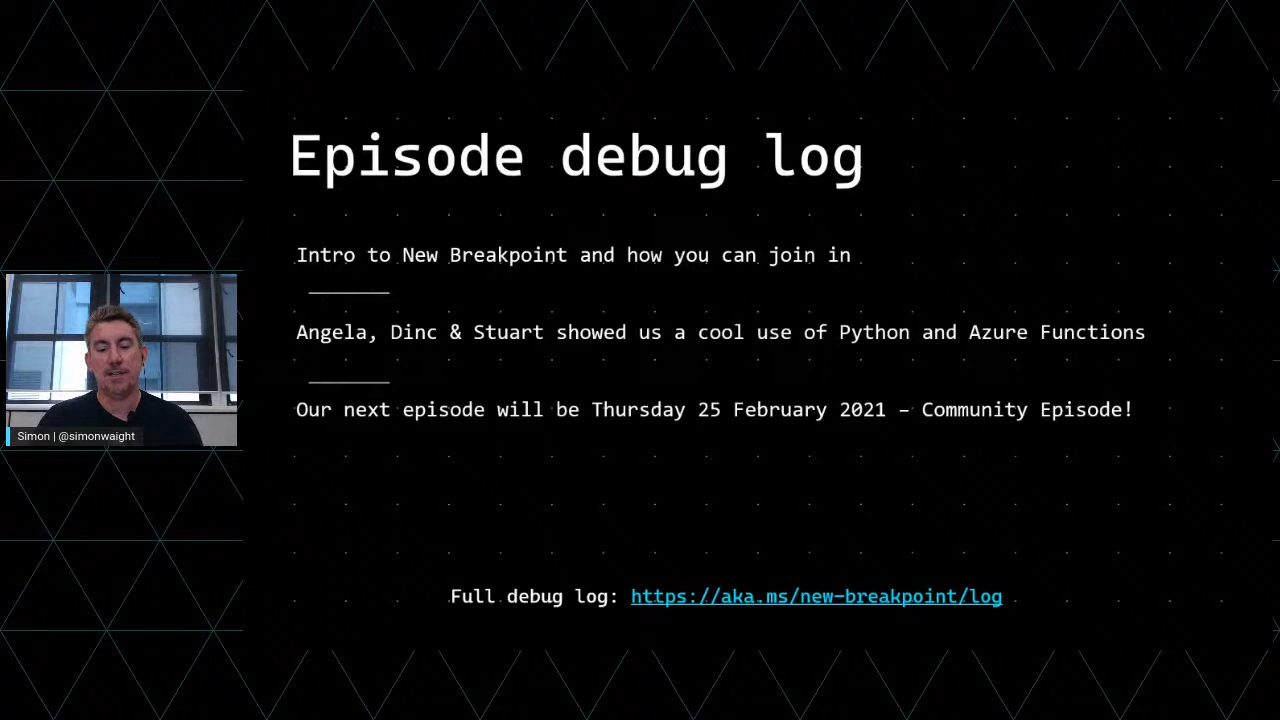 Episode debug log
Intro to New Breakpoint and how you can join in
Angela, Dinc & Stuart showed us a cool use of Python and Azure Functions
Our next episode will be Thursday 25 February 2021 – Community Episode!
Simon | @simonwaight
Full debug log: https://aka.ms/new-breakpoint/log